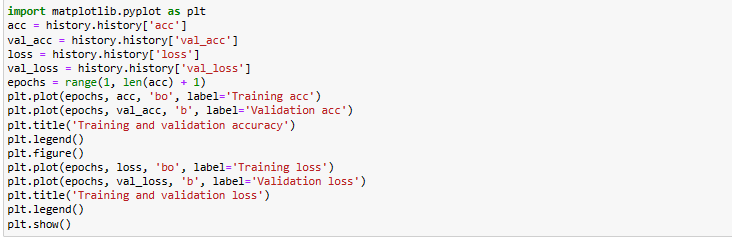 import matplotlib.pyplot as plt
acc = history.history['acc']
val_acc = history.history['val_acc']
loss = history.history['loss']
val_loss = history.history['val_loss']
epochs = range(1, len(acc) + 1)
plt.plot(epochs, acc, 'bo', label='Training acc')
plt.plot(epochs, val_acc, 'b', label='Validation acc')
plt.title('Training and validation accuracy')
plt.legend()
plt.figure()
plt.plot(epochs, loss, 'bo', label='Training loss')
plt.plot(epochs, val_loss, 'b', label='Validation loss')
plt.title('Training and validation loss')
plt.legend()
plt.show()